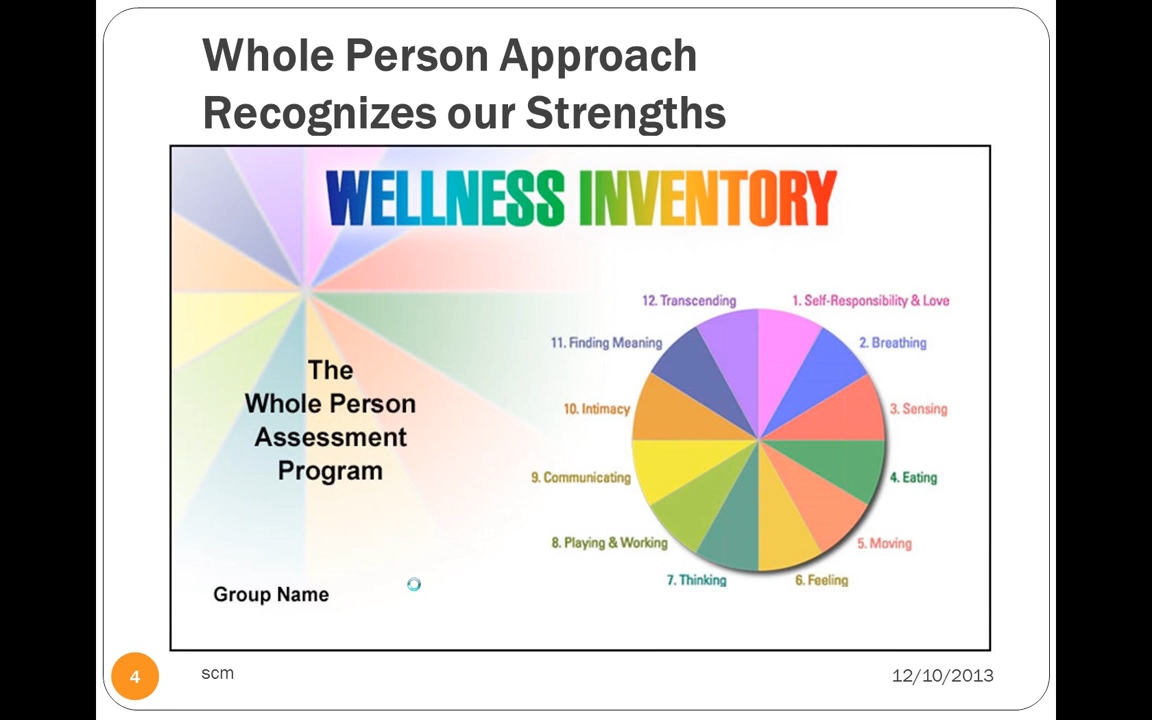 Whole Person Approach
Recognizes our Strengths
WELLNESS INVENTORY
12. Transcending
1. Self-Responsibility & Love
11. Finding Meaning
2. Breathing
10. Intimacy
3. Sensing
9. Communicating
4. Eating
8. Playing & Working
5. Moving
7. Thinking
6. Feeling
The
Whole Person
Assessment
Program
Group Name
4
scm
12/10/2013